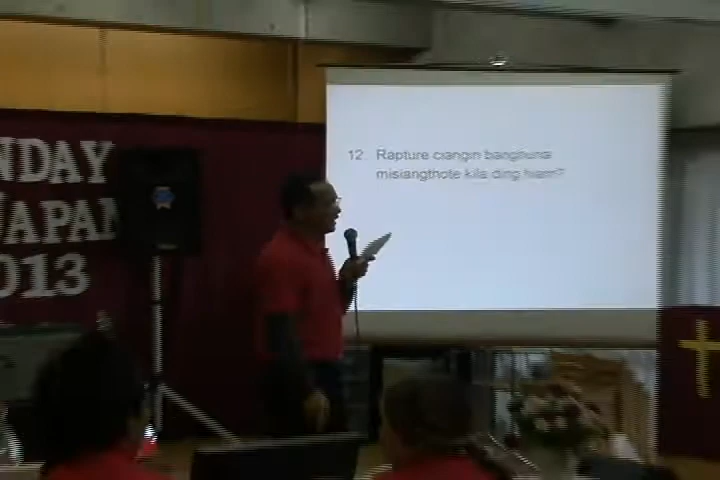 NDAY
JAPAN
013
12. Rapture ciangin banghuna
misiangthote kila ding hiam?